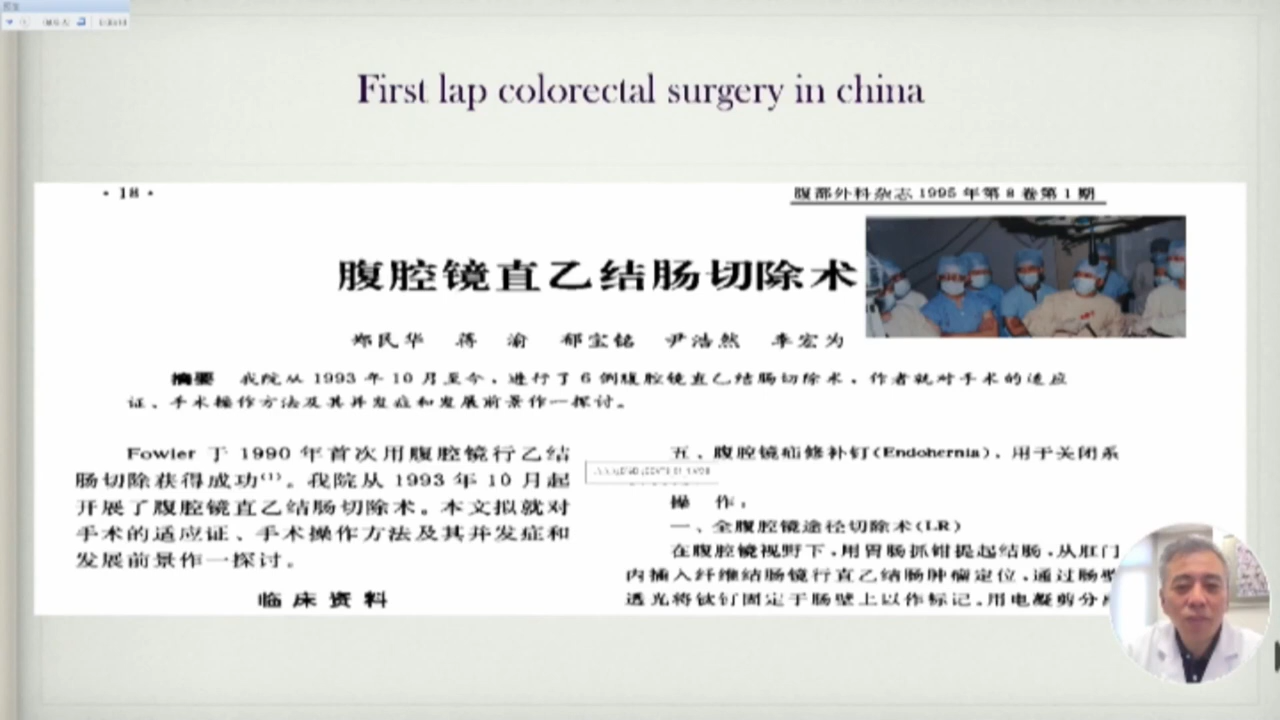 First lap colorectal surgery in china
· 18 ·
腹部外科杂志 1995 年第 8 卷第 1 期
腹腔镜直乙结肠切除术
郑民华 蒋渝 郁宝铭 尹浩然 李宏为
摘要 我院从 1993 年 10 月至今,进行了 6 例腹腔镜直乙结肠切除术,作者就对手术的适应
证、手术操作方法及其并发症和发展前景作一探讨。
Fowler 于 1990 年首次用腹腔镜行乙结
肠切除获得成功⁽¹⁾。我院从 1993 年 10 月起
开展了腹腔镜直乙结肠切除术。本文拟就对
手术的适应证、手术操作方法及其并发症和
发展前景作一探讨。
临床资料
五、腹腔镜疝修补钉(Endohernia),用于关闭系
操 作:
一、全腹腔镜途径切除术(LR)
在腹腔镜视野下,用胃肠抓钳提起结肠,从肛门
内插入纤维结肠镜行直乙结肠肿瘤定位,通过肠壁
透光将钛钉固定于肠壁上以作标记。用电凝剪分